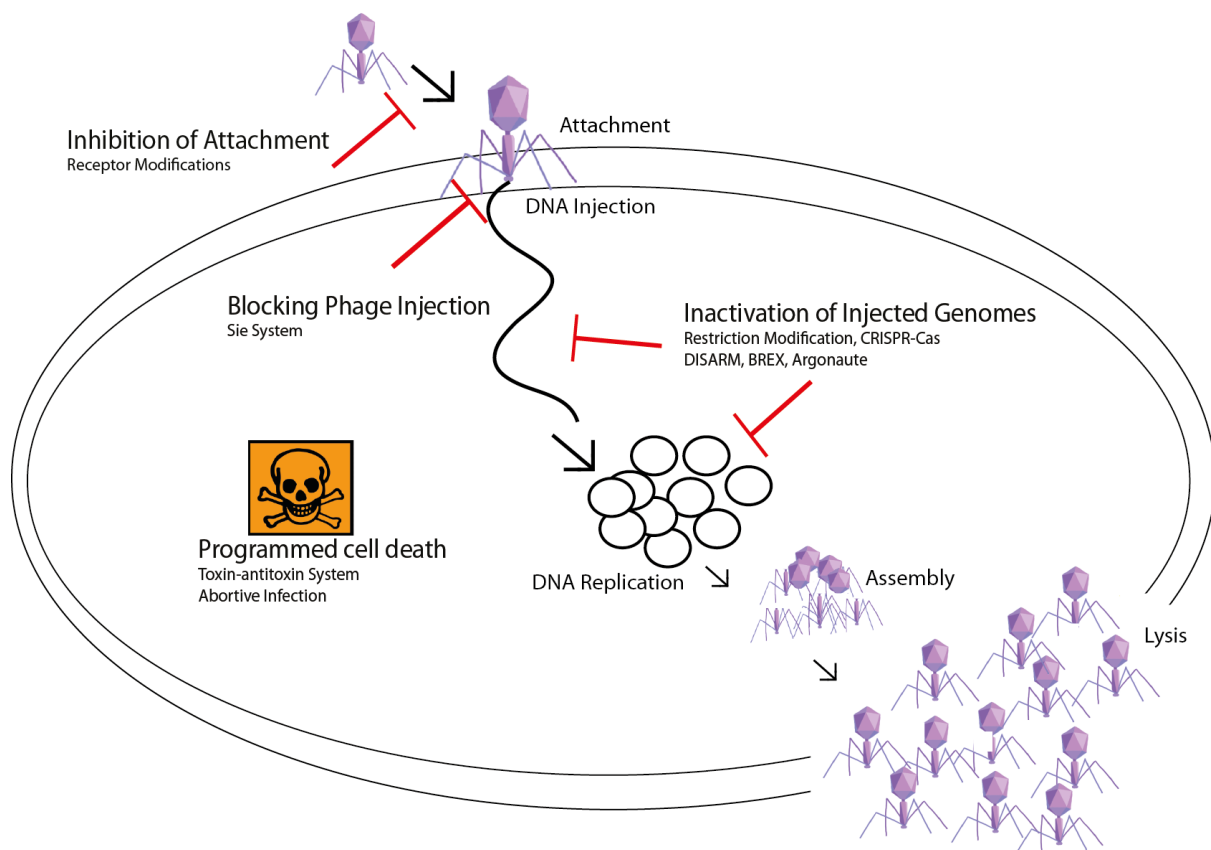 Inhibition of Attachment
Receptor Modifications
Attachment
DNA Injection
Blocking Phage Injection
Sie System
Inactivation of Injected Genomes
Restriction Modification, CRISPR-Cas
DISARM, BREX, Argonaute
Programmed cell death
Toxin-antitoxin System
Abortive Infection
DNA Replication
Assembly
Lysis